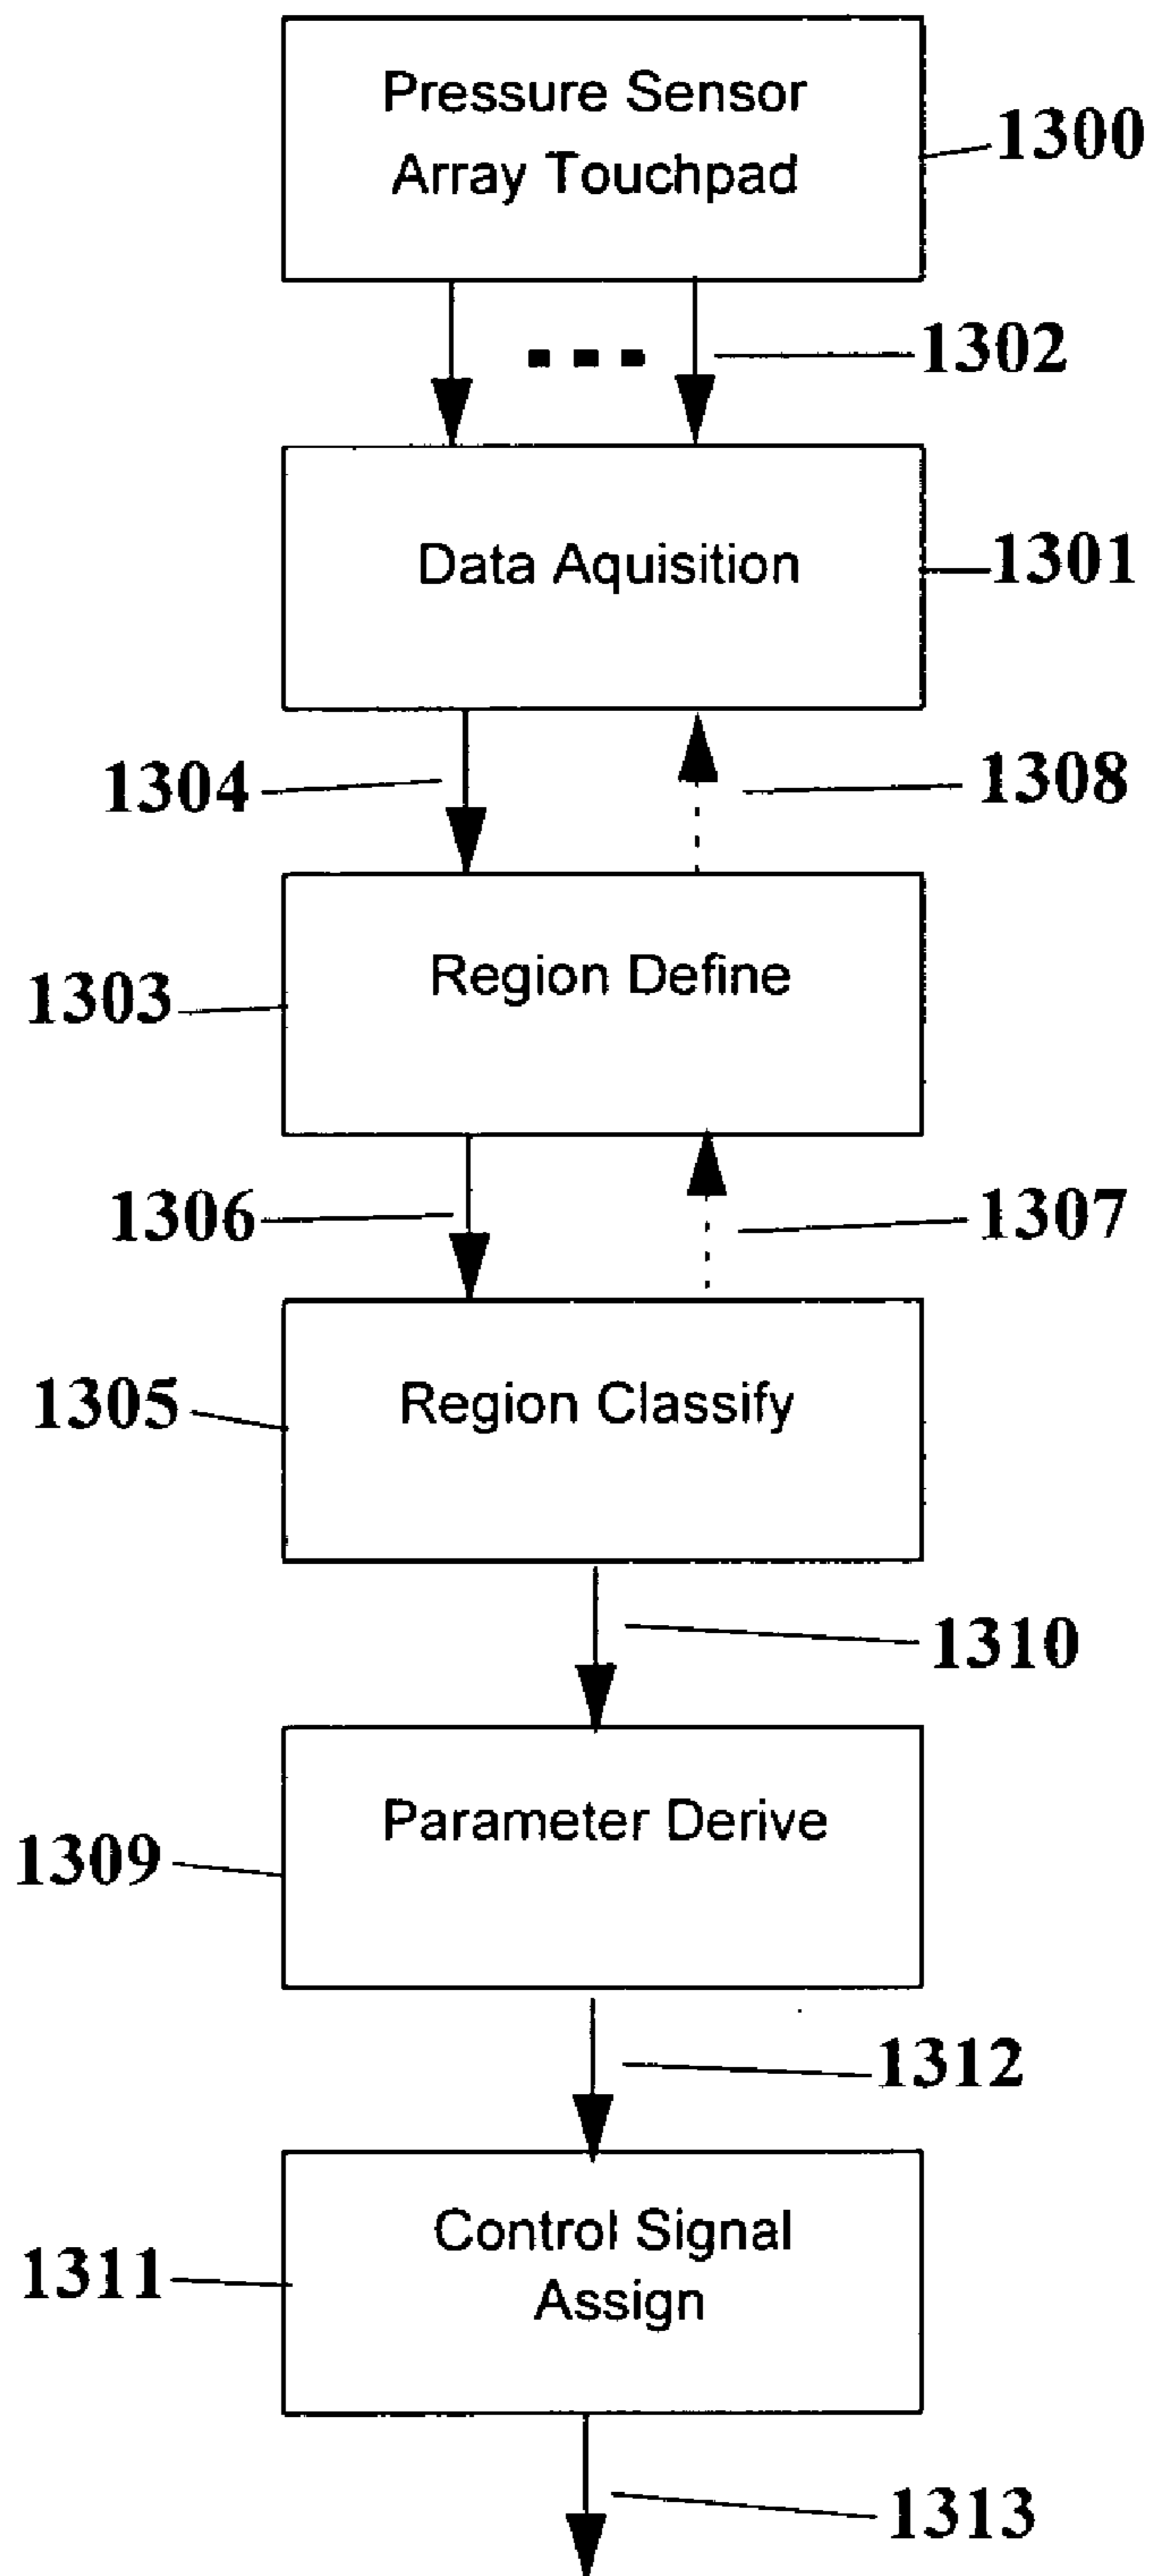 Pressure Sensor
Array Touchpad
1300
1302
Data Aquisition
1301
1304
1308
Region Define
1303
1306
1307
Region Classify
1305
1310
Parameter Derive
1309
1312
Control Signal
Assign
1311
1313